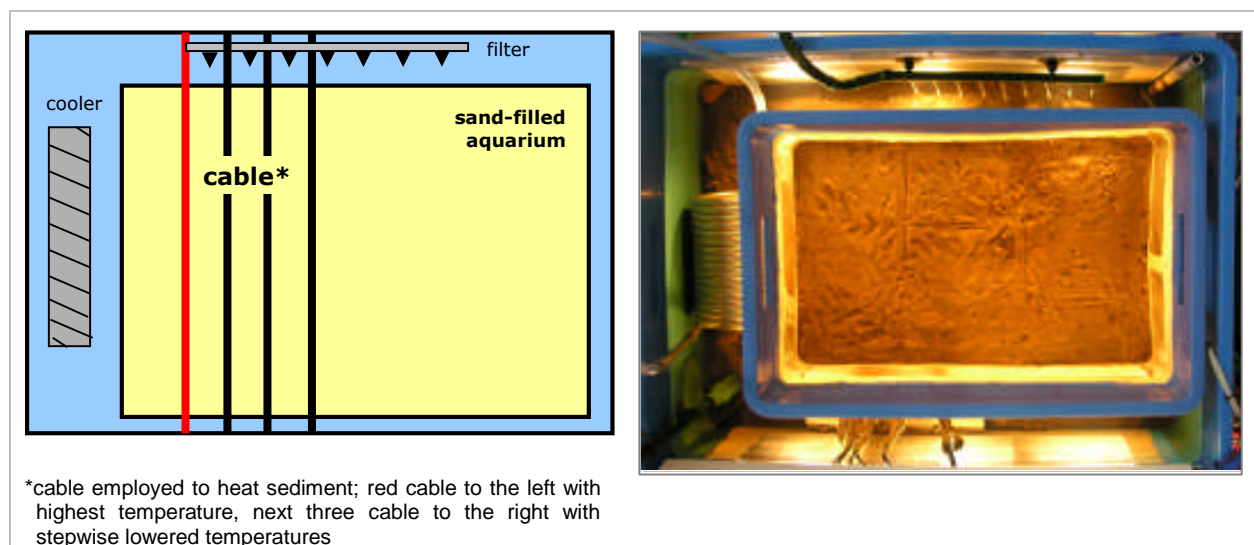 filter
cooler
sand-filled
aquarium
cable*
*cable employed to heat sediment; red cable to the left with
highest temperature, next three cable to the right with
stepwise lowered temperatures